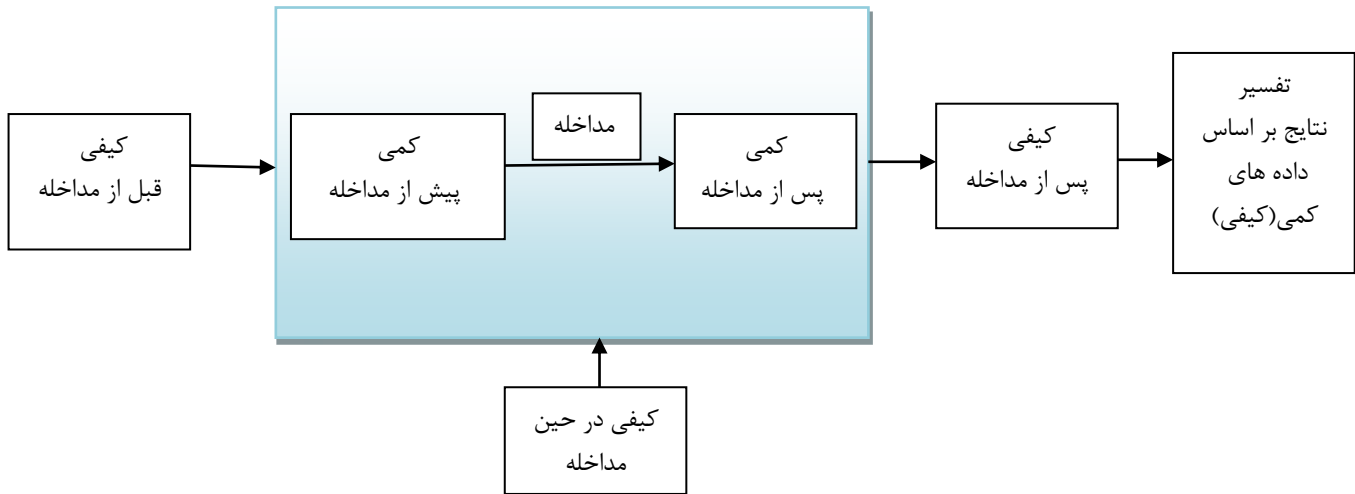 کیفی
قبل از مداخله
کمی
پیش از مداخله
مداخله
کمی
پس از مداخله
کیفی
پس از مداخله
تفسیر
نتایج بر اساس
داده های
کمی(کیفی)
کیفی در حین
مداخله